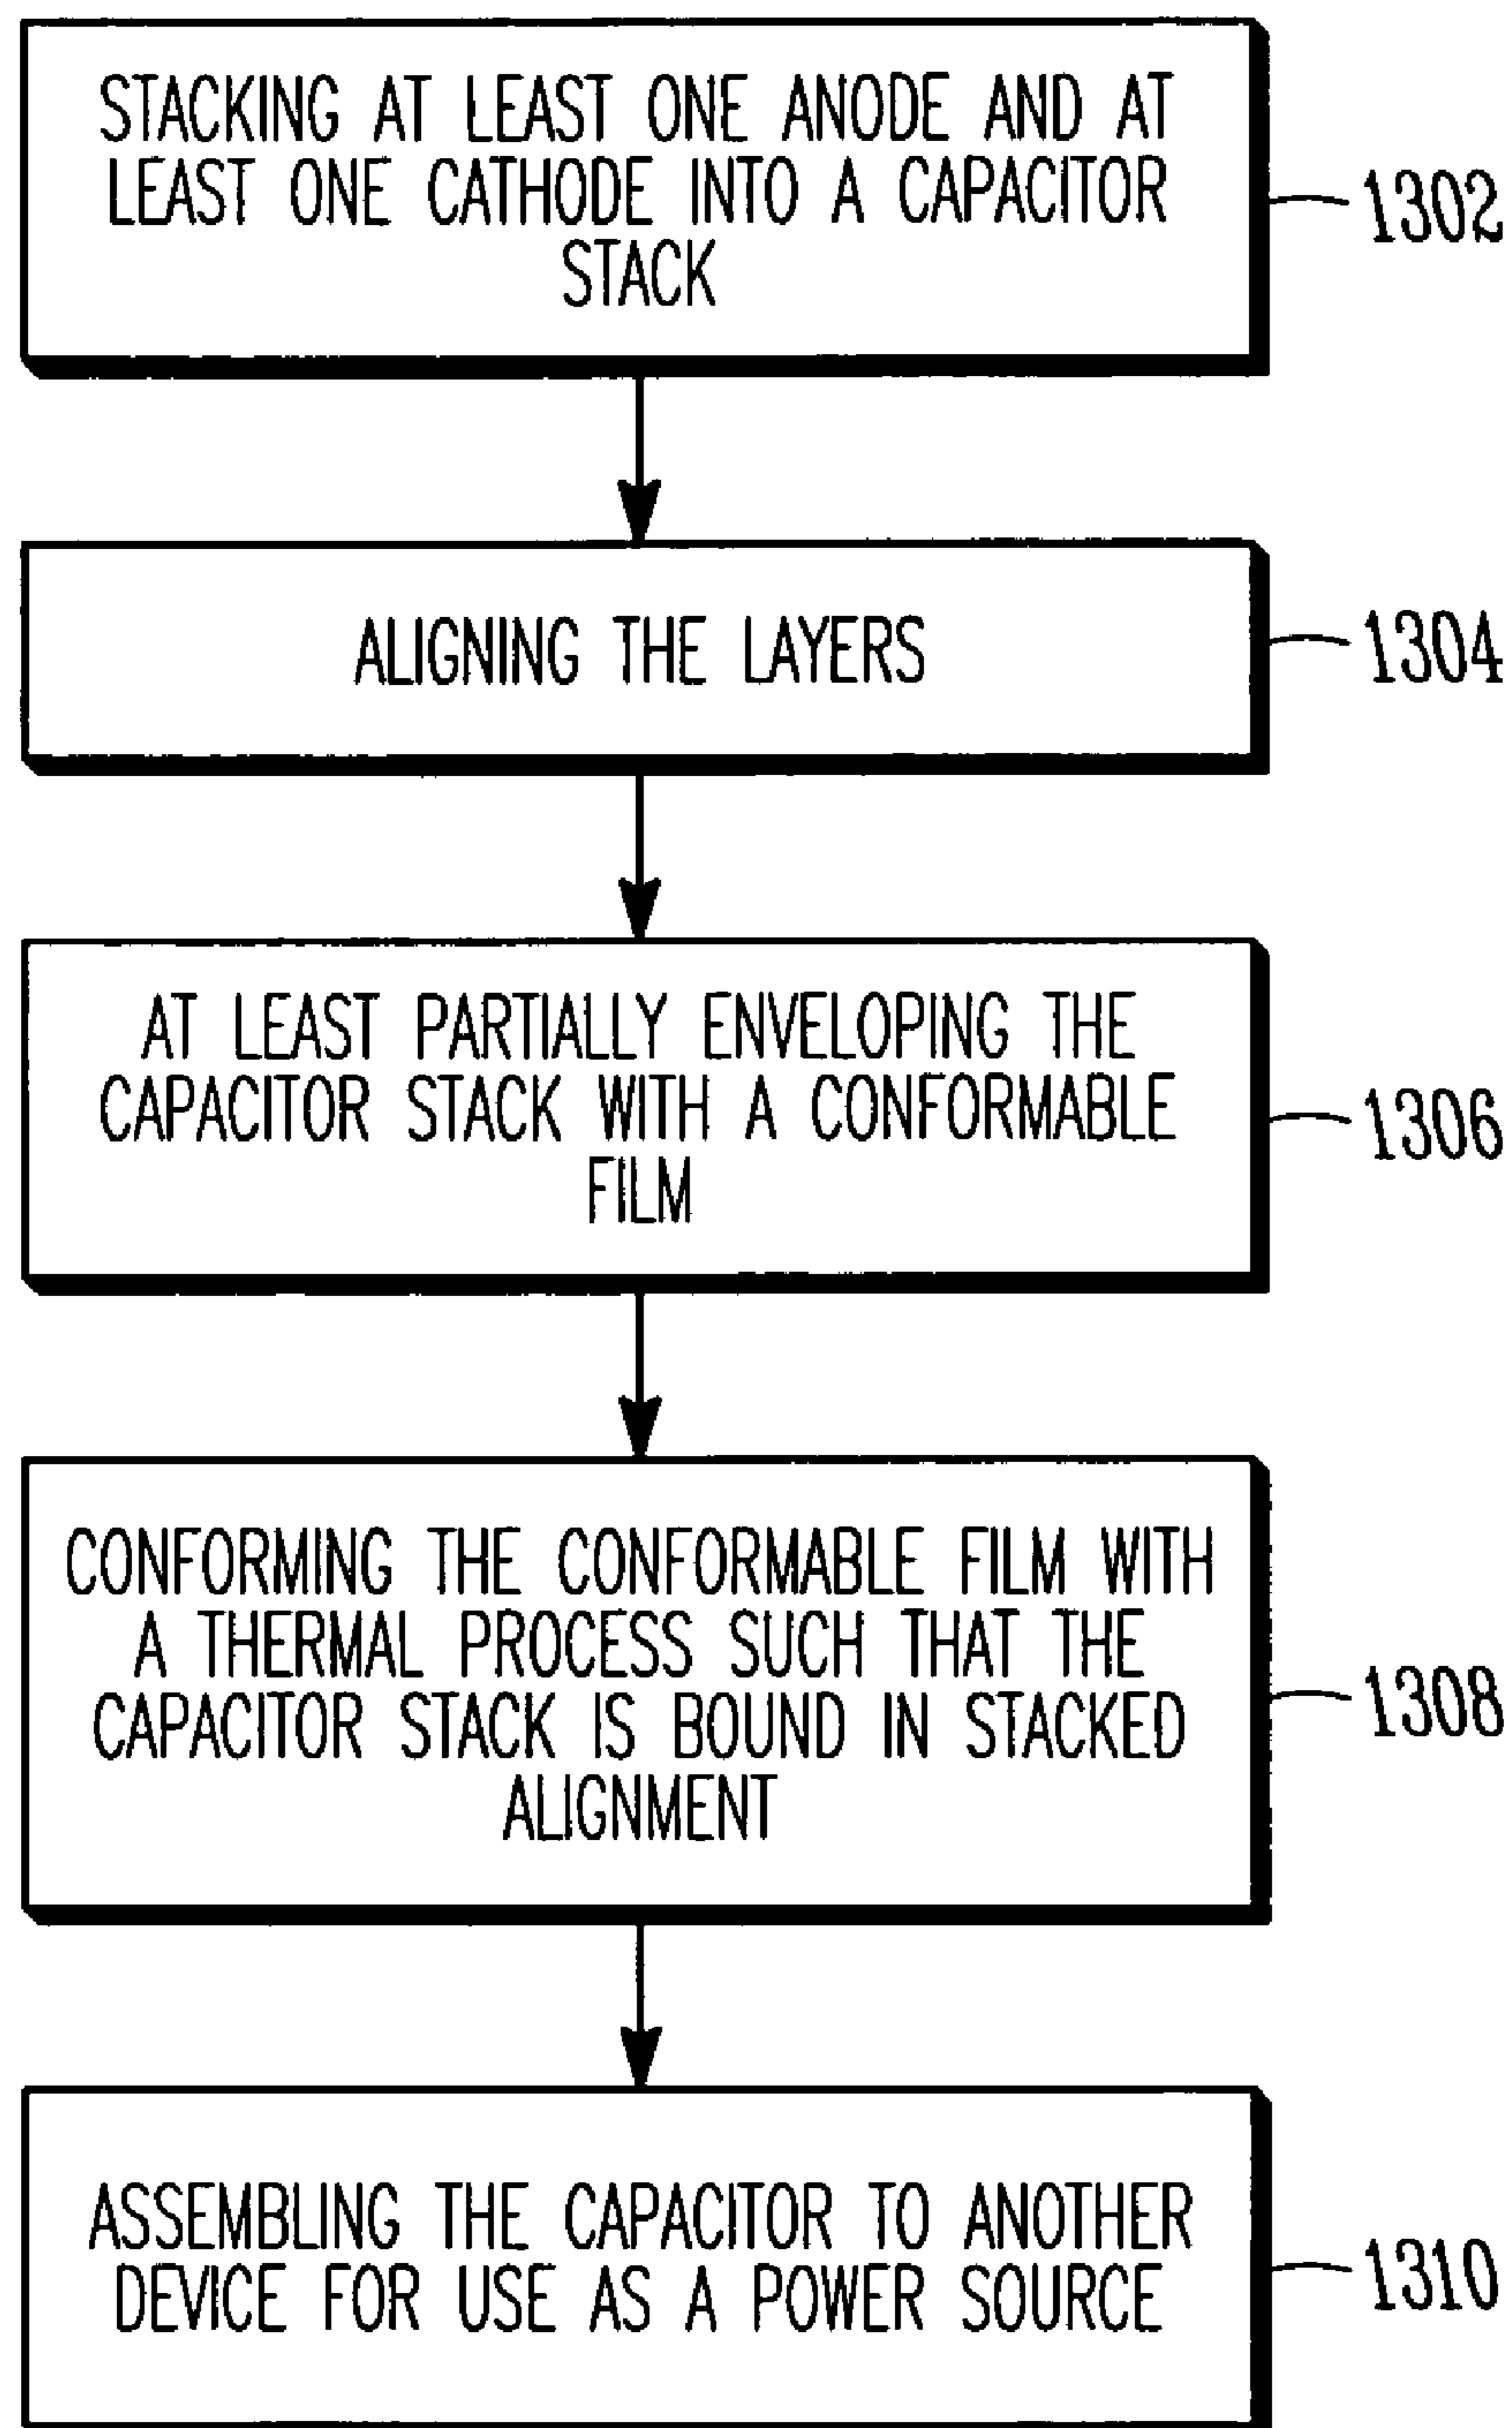 STACKING AT LEAST ONE ANODE AND AT
LEAST ONE CATHODE INTO A CAPACITOR
STACK
1302
ALIGNING THE LAYERS
1304
AT LEAST PARTIALLY ENVELOPING THE
CAPACITOR STACK WITH A CONFORMABLE
FILM
1306
CONFORMING THE CONFORMABLE FILM WITH
A THERMAL PROCESS SUCH THAT THE
CAPACITOR STACK IS BOUND IN STACKED
ALIGNMENT
1308
ASSEMBLING THE CAPACITOR TO ANOTHER
DEVICE FOR USE AS A POWER SOURCE
1310